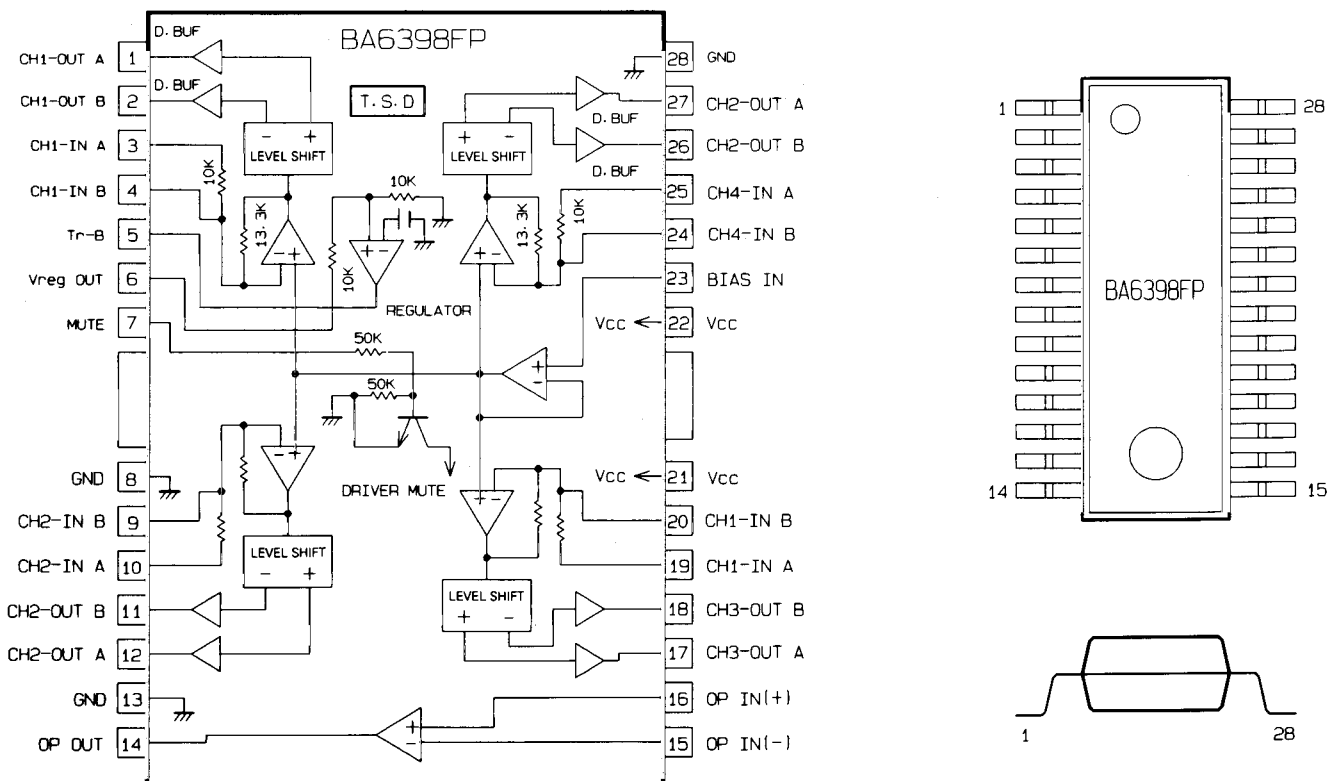 BA6398FP
D. BUF
CH1-OUT A 1
D. BUF
CH1-OUT B 2
CH1-IN A 3
CH1-IN B 4
Tr-B 5
Vreg OUT 6
MUTE 7
GND 8
CH2-IN B 9
CH2-IN A 10
CH2-OUT B 11
CH2-OUT A 12
GND 13
OP OUT 14
T. S. D
- +
LEVEL SHIFT
10K
13. 3K
- +
10K
10K
+ -
REGULATOR
50K
50K
DRIVER MUTE
- +
LEVEL SHIFT
- +
+ -
LEVEL SHIFT
+ -
13. 3K
10K
D. BUF
D. BUF
Vcc
+
-
Vcc
+ -
LEVEL SHIFT
+ -
+
-
28 GND
27 CH2-OUT A
26 CH2-OUT B
25 CH4-IN A
24 CH4-IN B
23 BIAS IN
22 Vcc
21 Vcc
20 CH1-IN B
19 CH1-IN A
18 CH3-OUT B
17 CH3-OUT A
16 OP IN(+)
15 OP IN(-)
1 28
BA6398FP
14 15
1 28